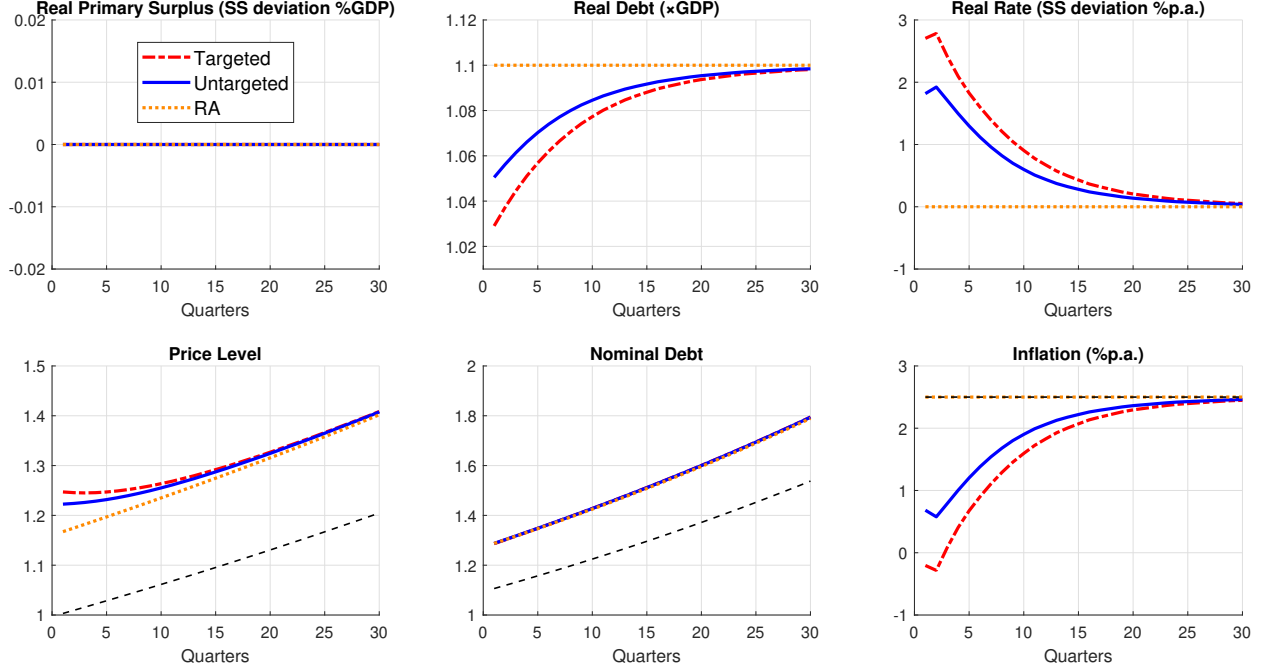 Real Primary Surplus (SS deviation %GDP)
0.02
0.01
0
-0.01
-0.02
Targeted
Untargeted
RA
0 5 10 15 20 25 30
Quarters
Real Debt (×GDP)
1.12
1.1
1.08
1.06
1.04
1.02
0 5 10 15 20 25 30
Quarters
Real Rate (SS deviation %p.a.)
3
2
1
0
-1
0 5 10 15 20 25 30
Quarters
Price Level
1.5
1.4
1.3
1.2
1.1
1
0 5 10 15 20 25 30
Quarters
Nominal Debt
2
1.8
1.6
1.4
1.2
1
0 5 10 15 20 25 30
Quarters
Inflation (%p.a.)
3
2
1
0
-1
0 5 10 15 20 25 30
Quarters